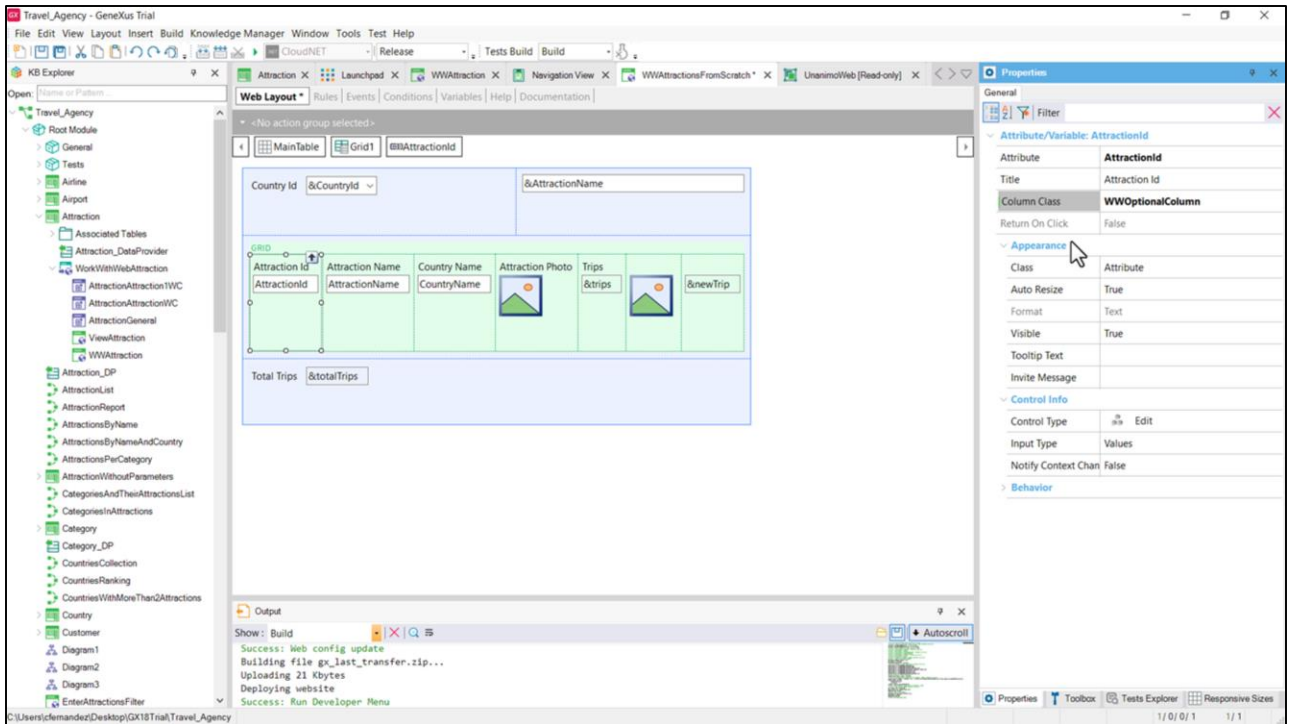 Travel_Agency - GeneXus Trial
File Edit View Layout Insert Build Knowledge Manager Window Tools Test Help
CloudNET Release Tests Build Build
KB Explorer
Open: Name or Pattern ...
Travel_Agency
Root Module
General
Tests
Airline
Airport
Attraction
Associated Tables
Attraction_DataProvider
WorkWithWebAttraction
AttractionAttraction1WC
AttractionAttractionWC
AttractionGeneral
ViewAttraction
WWAttraction
Attraction_DP
AttractionList
AttractionReport
AttractionsByName
AttractionsByNameAndCountry
AttractionsPerCategory
AttractionWithoutParameters
CategoriesAndTheirAttractionsList
CategoriesInAttractions
Category
Category_DP
CountriesCollection
CountriesRanking
CountriesWithMoreThan2Attractions
Country
Customer
Diagram1
Diagram2
Diagram3
EnterAttractionsFilter
Attraction X Launchpad X WWAttraction X Navigation View X WWAttractionsFromScratch * X UnanimoWeb [Read-only] X
Web Layout * Rules Events Conditions Variables Help Documentation
<No action group selected>
MainTable Grid1 AttractionId
Country Id &CountryId &AttractionName
GRID
Attraction Id Attraction Name Country Name Attraction Photo Trips
AttractionId AttractionName CountryName &trips &newTrip
Total Trips &totalTrips
Output
Show: Build Autoscroll
Success: Web config update
Building file gx_last_transfer.zip...
Uploading 21 Kbytes
Deploying website
Success: Run Developer Menu
Properties
General
Filter
Attribute/Variable: AttractionId
Attribute AttractionId
Title Attraction Id
Column Class WWOptionalColumn
Return On Click False
Appearance
Class Attribute
Auto Resize True
Format Text
Visible True
Tooltip Text
Invite Message
Control Info
Control Type Edit
Input Type Values
Notify Context Chan False
Behavior
Properties Toolbox Tests Explorer Responsive Sizes
C:\Users\cfernandez\Desktop\GX18Trial\Travel_Agency 1/0/0/1 1/1